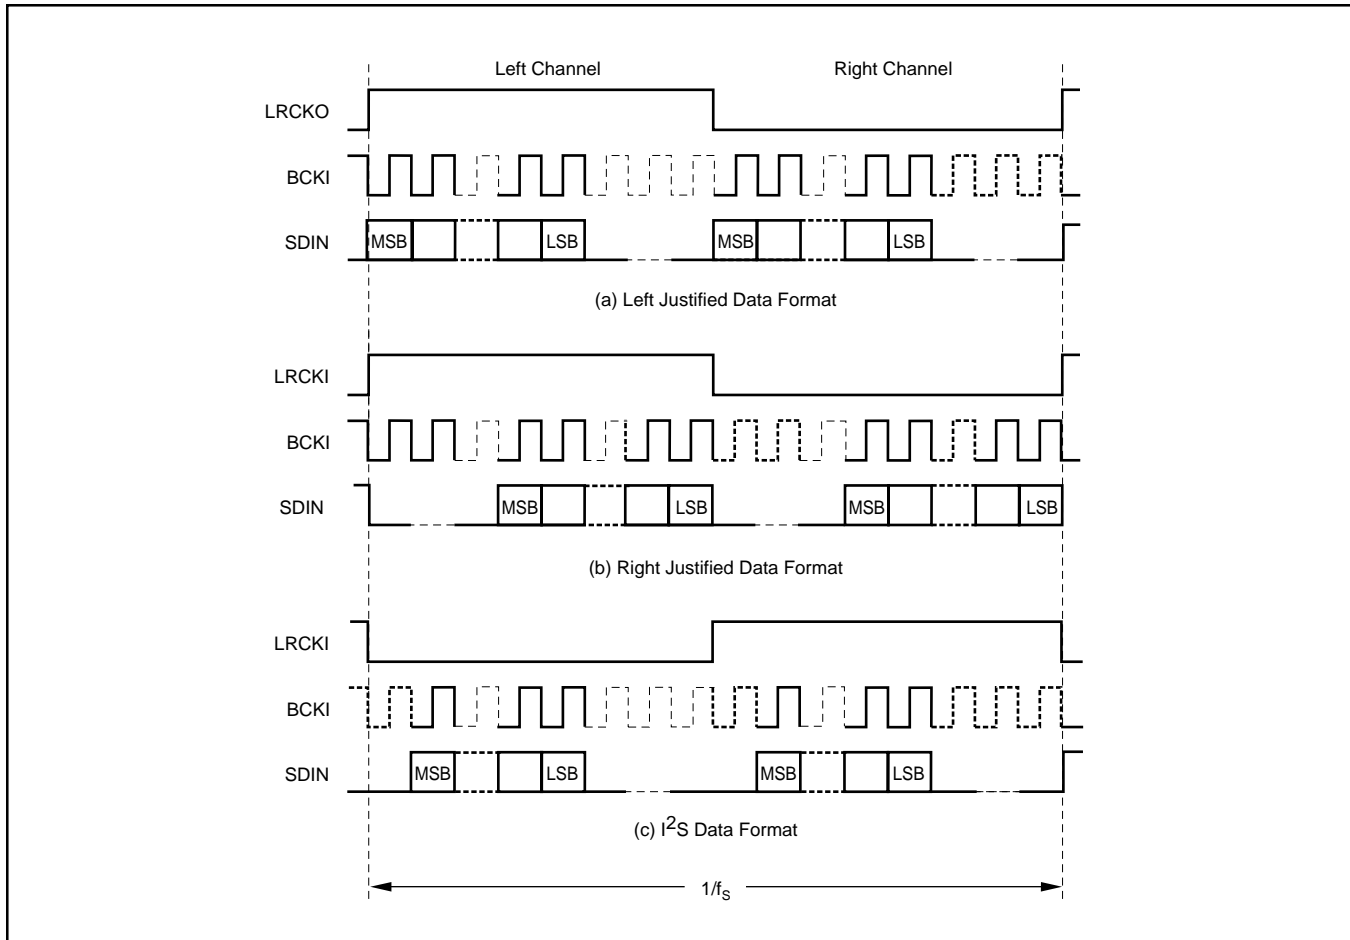 Left Channel Right Channel
LRCKO
BCKI
SDIN MSB LSB MSB LSB
(a) Left Justified Data Format
LRCKI
BCKI
SDIN MSB LSB MSB LSB
(b) Right Justified Data Format
LRCKI
BCKI
SDIN MSB LSB MSB LSB
(c) I²S Data Format
1/fS